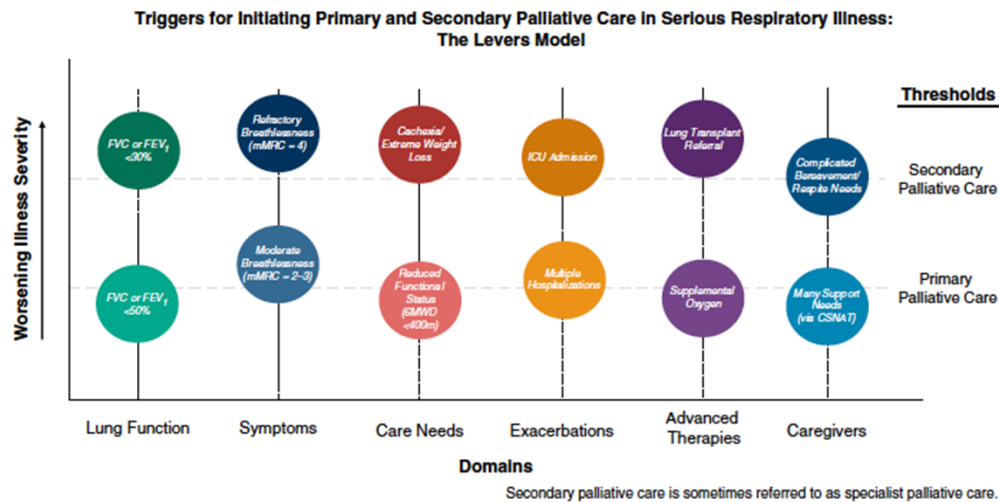 Triggers for Initiating Primary and Secondary Palliative Care in Serious Respiratory Illness:
The Levers Model
Worsening Illness Severity
Thresholds
FVC or FEV₁
<30%
Refractory
Breathlessness
(mMRC = 4)
Cachexia/
Extreme Weight
Loss
ICU Admission
Lung Transplant
Referral
Complicated
Bereavement/
Respite Needs
Secondary
Palliative Care
FVC or FEV₁
<50%
Moderate
Breathlessness
(mMRC = 2–3)
Reduced
Functional
Status
(6MWD
<400m)
Multiple
Hospitalizations
Supplemental
Oxygen
Many Support
Needs
(via CSNAT)
Primary
Palliative Care
Lung Function
Symptoms
Care Needs
Exacerbations
Advanced
Therapies
Caregivers
Domains
Secondary palliative care is sometimes referred to as specialist palliative care.